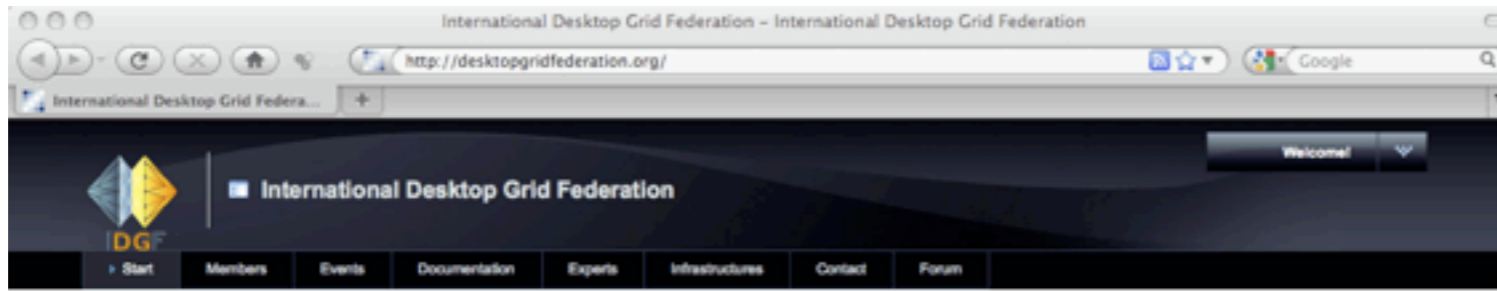 International Desktop Grid Federation – International Desktop Grid Federation
http://desktopgridfederation.org/
Google
International Desktop Grid Federa...
Welcome!
International Desktop Grid Federation
IDGF
Start Members Events Documentation Experts Infrastructures Contact Forum